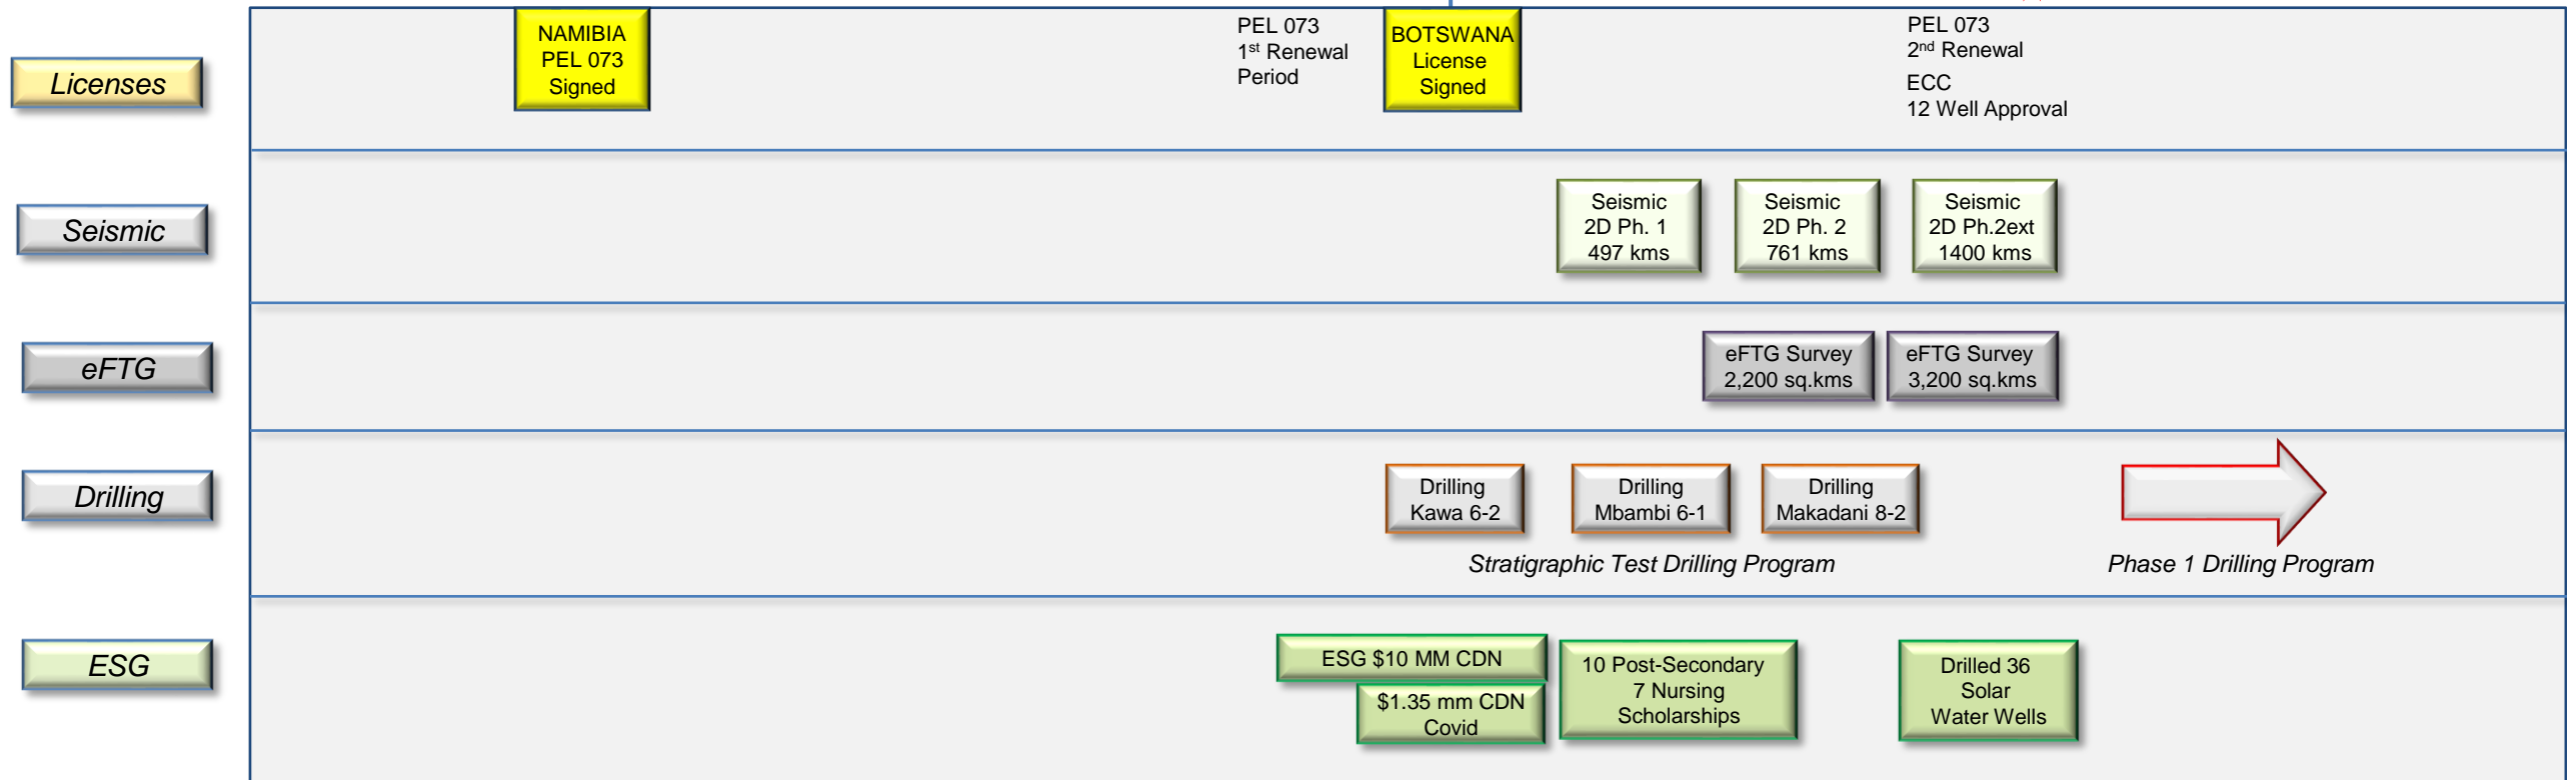 Licenses
NAMIBIA
PEL 073
Signed
PEL 073
1st Renewal
Period
BOTSWANA
License
Signed
PEL 073
2nd Renewal
ECC
12 Well Approval
Seismic
Seismic
2D Ph. 1
497 kms
Seismic
2D Ph. 2
761 kms
Seismic
2D Ph.2ext
1400 kms
eFTG
eFTG Survey
2,200 sq.kms
eFTG Survey
3,200 sq.kms
Drilling
Drilling
Kawa 6-2
Drilling
Mbambi 6-1
Drilling
Makadani 8-2
Stratigraphic Test Drilling Program
Phase 1 Drilling Program
ESG
ESG $10 MM CDN
$1.35 mm CDN
Covid
10 Post-Secondary
7 Nursing
Scholarships
Drilled 36
Solar
Water Wells